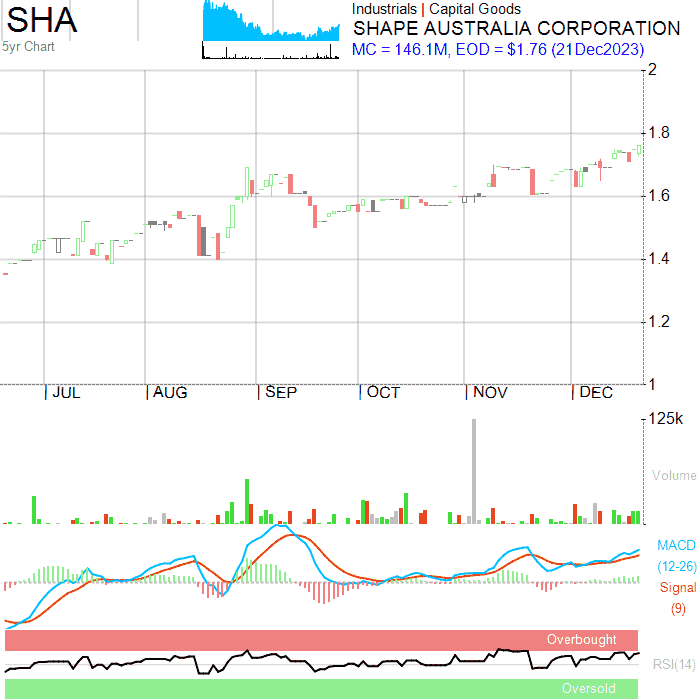 SHA
5yr Chart
Industrials | Capital Goods
SHAPE AUSTRALIA CORPORATION
MC = 146.1M, EOD = $1.76 (21Dec2023)
2
1.8
1.6
1.4
1.2
1
JUL AUG SEP OCT NOV DEC
125k
Volume
MACD
(12-26)
Signal
(9)
Overbought
RSI(14)
Oversold